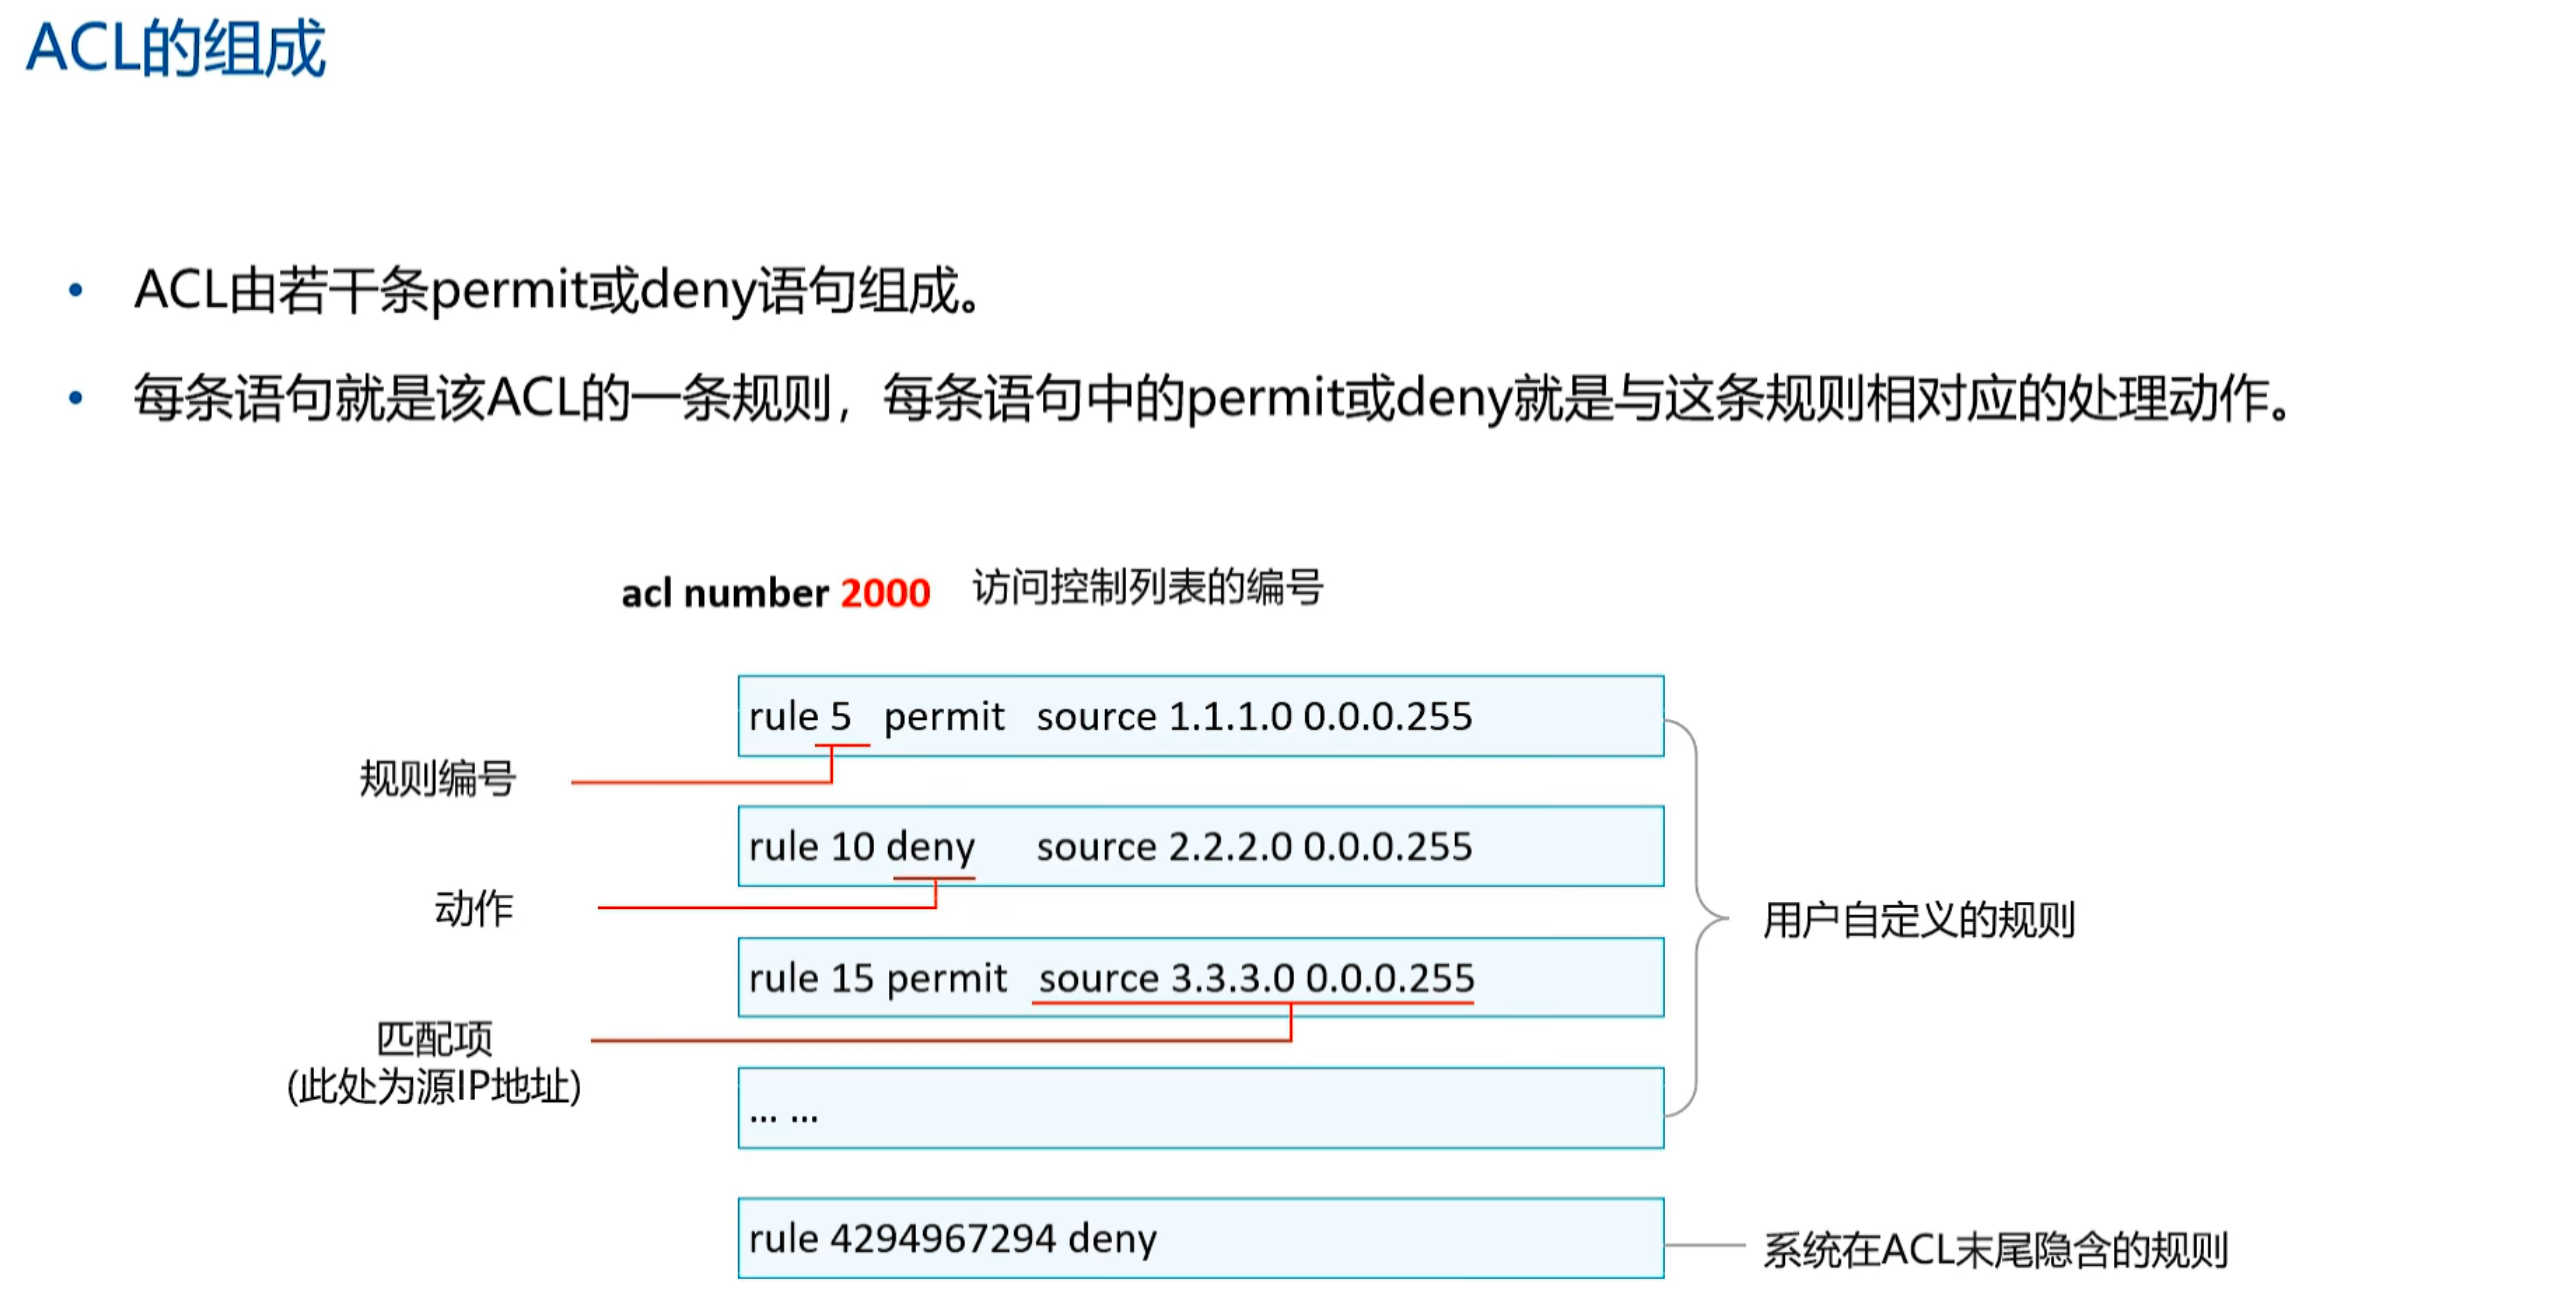 ACL的组成
• ACL由若干条permit或deny语句组成。
• 每条语句就是该ACL的一条规则，每条语句中的permit或deny就是与这条规则相对应的处理动作。
acl number 2000 访问控制列表的编号
rule 5 permit source 1.1.1.0 0.0.0.255
规则编号
rule 10 deny source 2.2.2.0 0.0.0.255
动作
用户自定义的规则
rule 15 permit source 3.3.3.0 0.0.0.255
匹配项
(此处为源IP地址)
... ...
rule 4294967294 deny
系统在ACL末尾隐含的规则